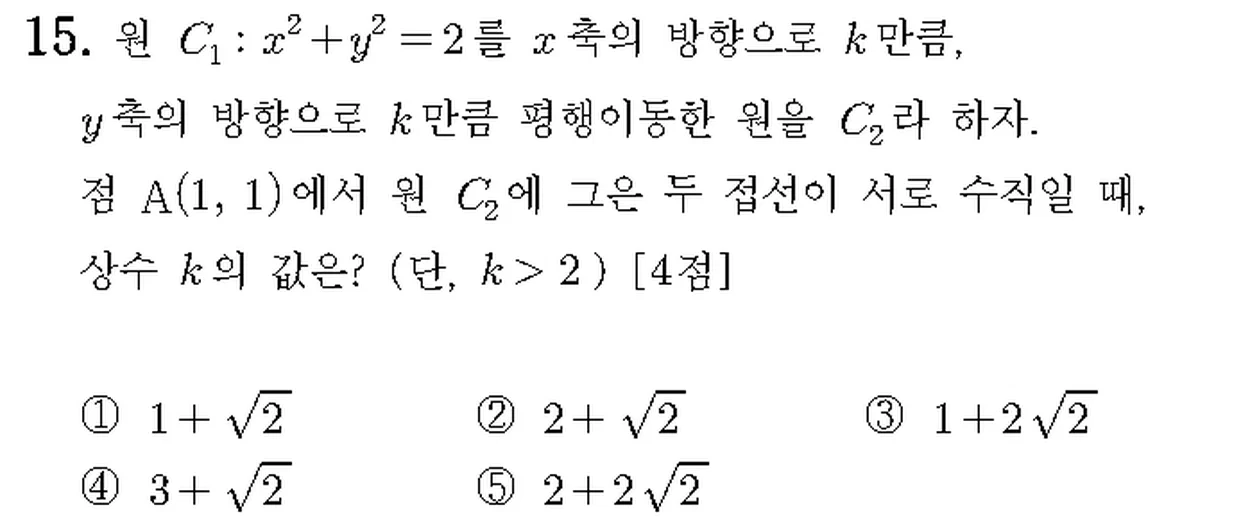 15. 원 C₁ : x²+y²=2를 x축의 방향으로 k만큼,
y축의 방향으로 k만큼 평행이동한 원을 C₂라 하자.
점 A(1, 1)에서 원 C₂에 그은 두 접선이 서로 수직일 때,
상수 k의 값은? (단, k>2) [4점]
① 1+√2 ② 2+√2 ③ 1+2√2
④ 3+√2 ⑤ 2+2√2